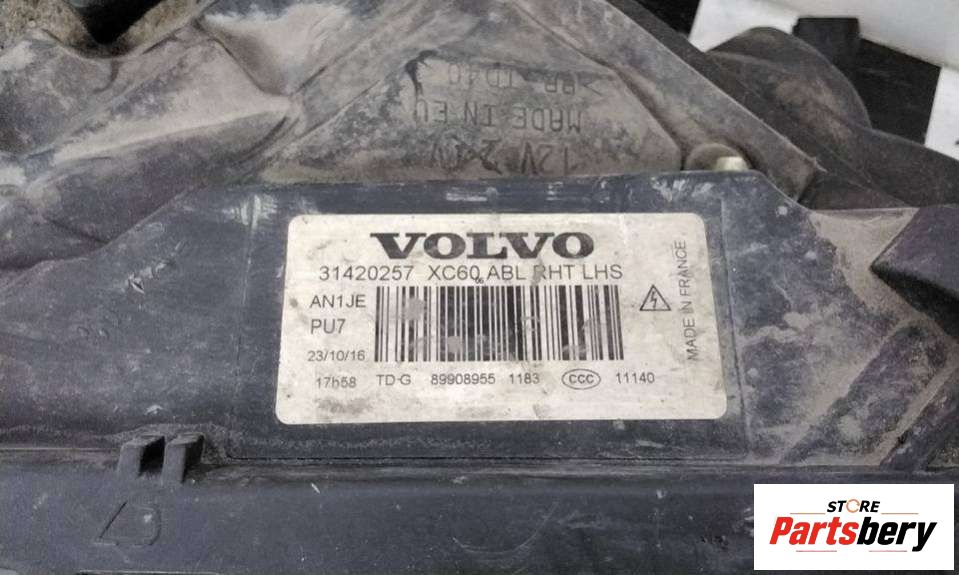 MADE IN EU
12V 24V
VOLVO
31420257 XC60 ABL RHT LHS
AN1JE
PU7
23/10/16
17h58 TD-G 89908955 1183 CCC 11140
MADE IN FRANCE
STORE
Partsbery